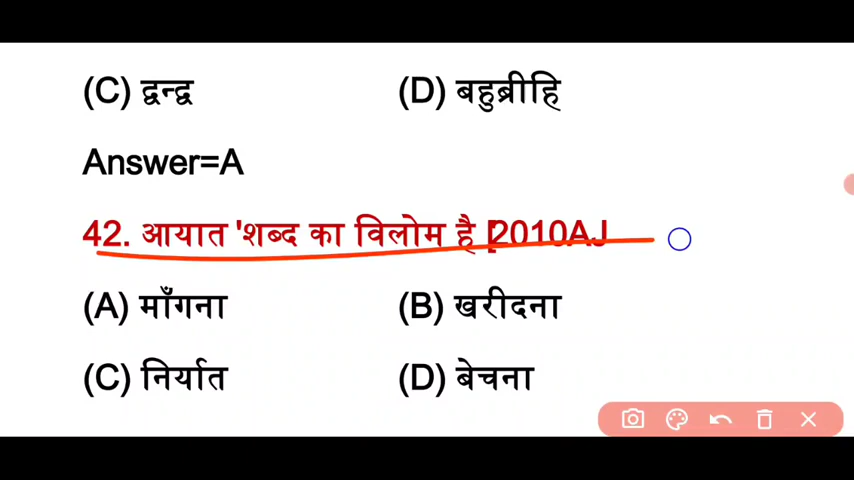 (C) द्वन्द्व (D) बहुब्रीहि
Answer=A
42. आयात 'शब्द का विलोम है [2010AJ
(A) माँगना (B) खरीदना
(C) निर्यात (D) बेचना